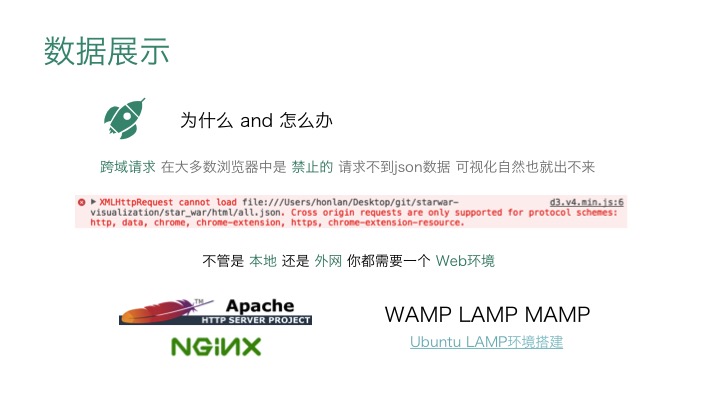 数据展示
为什么 and 怎么办
跨域请求 在大多数浏览器中是 禁止的 请求不到json数据 可视化自然也就出不来
XMLHttpRequest cannot load file:///Users/honlan/Desktop/git/starwar- d3.v4.min.js:6
visualization/star_war/html/all.json. Cross origin requests are only supported for protocol schemes:
http, data, chrome, chrome-extension, https, chrome-extension-resource.
不管是 本地 还是 外网 你都需要一个 Web环境
Apache TM
HTTP SERVER PROJECT
NGiNX
WAMP LAMP MAMP
Ubuntu LAMP环境搭建